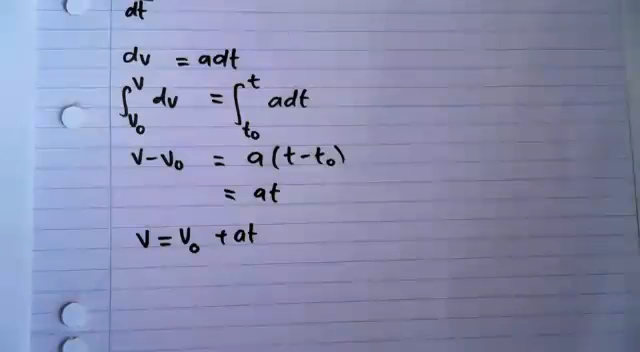 dt
dv = adt
∫_{v₀}^{v} dv = ∫_{t₀}^{t} adt
v-v₀ = a(t-t₀)
= at
v = v₀ + at